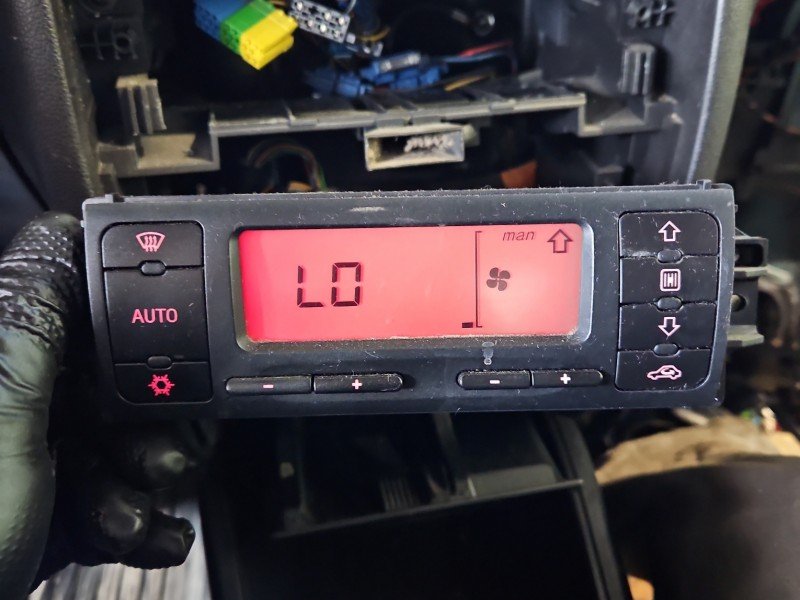 man
LO
AUTO
- + - +